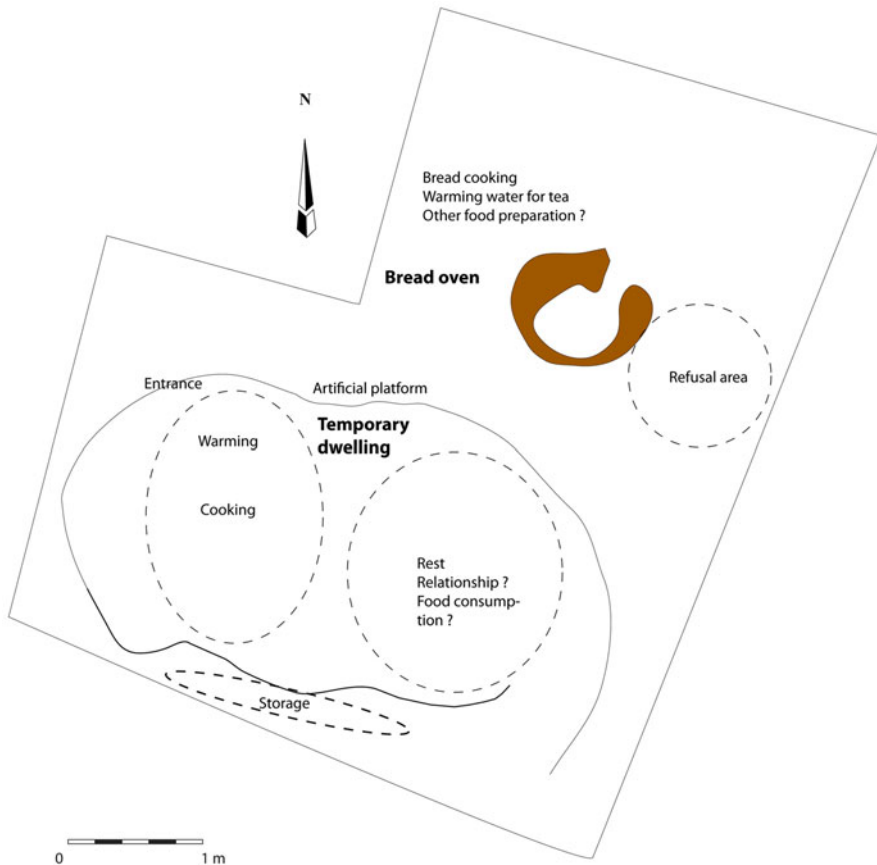 N
Bread cooking
Warming water for tea
Other food preparation ?
Bread oven
Refusal area
Entrance
Artificial platform
Temporary
dwelling
Warming
Cooking
Rest
Relationship ?
Food consump-
tion ?
Storage
0
1 m